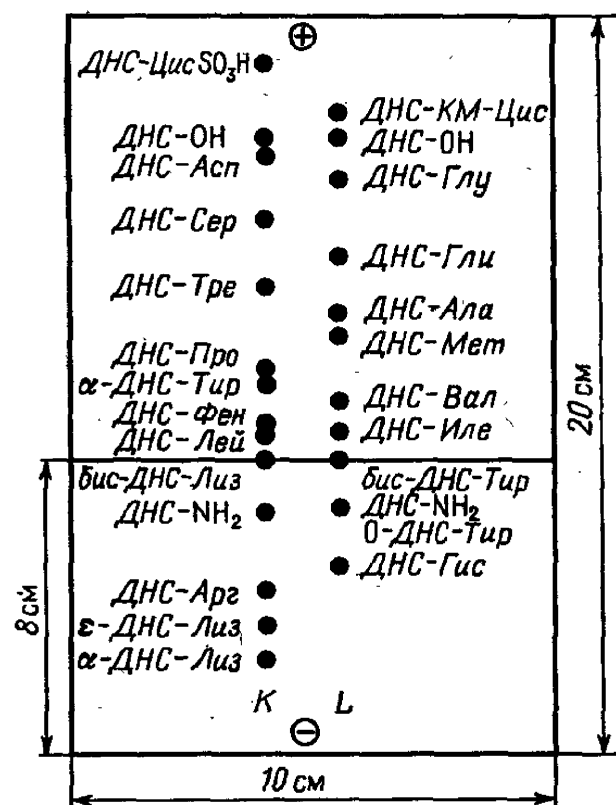 ⊕
ДНС-ЦисSO₃H
ДНС-КМ-Цис
ДНС-ОН
ДНС-ОН
ДНС-Асп
ДНС-Глу
ДНС-Сер
ДНС-Гли
ДНС-Тре
ДНС-Ала
ДНС-Мет
ДНС-Про
α-ДНС-Тир
ДНС-Вал
ДНС-Фен
ДНС-Иле
ДНС-Лей
бис-ДНС-Лиз
бис-ДНС-Тир
ДНС-NH₂
ДНС-NH₂
О-ДНС-Тир
ДНС-Гис
ДНС-Арг
ε-ДНС-Лиз
α-ДНС-Лиз
K
L
⊖
8 см
20 см
10 см